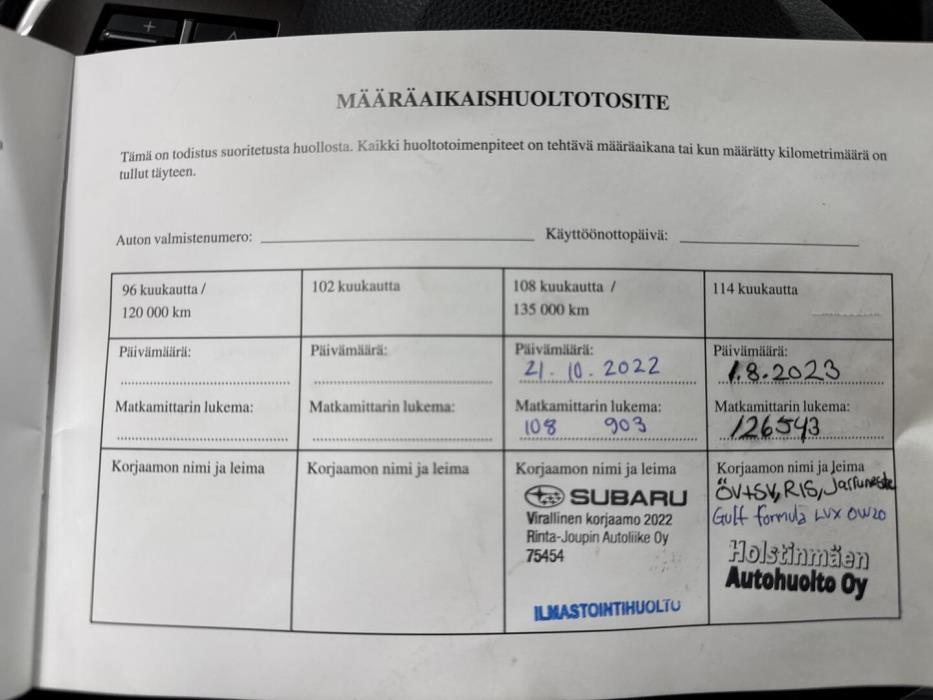 MÄÄRÄAIKAISHUOLTOTOSITE
Tämä on todistus suoritetusta huollosta. Kaikki huoltotoimenpiteet on tehtävä määräaikana tai kun määrätty kilometrimäärä on
tullut täyteen.
Auton valmistenumero: Käyttöönottopäivä:
96 kuukautta /
120 000 km
Päivämäärä:
Matkamittarin lukema:
Korjaamon nimi ja leima
102 kuukautta
Päivämäärä:
Matkamittarin lukema:
Korjaamon nimi ja leima
108 kuukautta /
135 000 km
Päivämäärä:
21. 10. 2022
Matkamittarin lukema:
108 903
Korjaamon nimi ja leima
SUBARU
Virallinen korjaamo 2022
Rinta-Joupin Autoliike Oy
75454
ILMASTOINTIHUOLTO
114 kuukautta
Päivämäärä:
1.8.2023
Matkamittarin lukema:
126543
Korjaamon nimi ja leima
ÖV+SV, RIS, Jarruneste
Gulf formula LVX 0W20
Holstinmäen
Autohuolto Oy